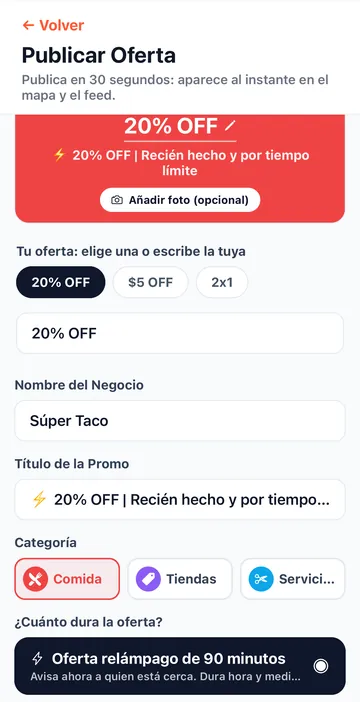 ← Volver
Publicar Oferta
Publica en 30 segundos: aparece al instante en el
mapa y el feed.
20% OFF
⚡ 20% OFF | Recién hecho y por tiempo
límite
Añadir foto (opcional)
Tu oferta: elige una o escribe la tuya
20% OFF
$5 OFF
2x1
20% OFF
Nombre del Negocio
Súper Taco
Título de la Promo
⚡ 20% OFF | Recién hecho y por tiempo...
Categoría
Comida
Tiendas
Servici...
¿Cuánto dura la oferta?
Oferta relámpago de 90 minutos
Avisa ahora a quien está cerca. Dura hora y medi...